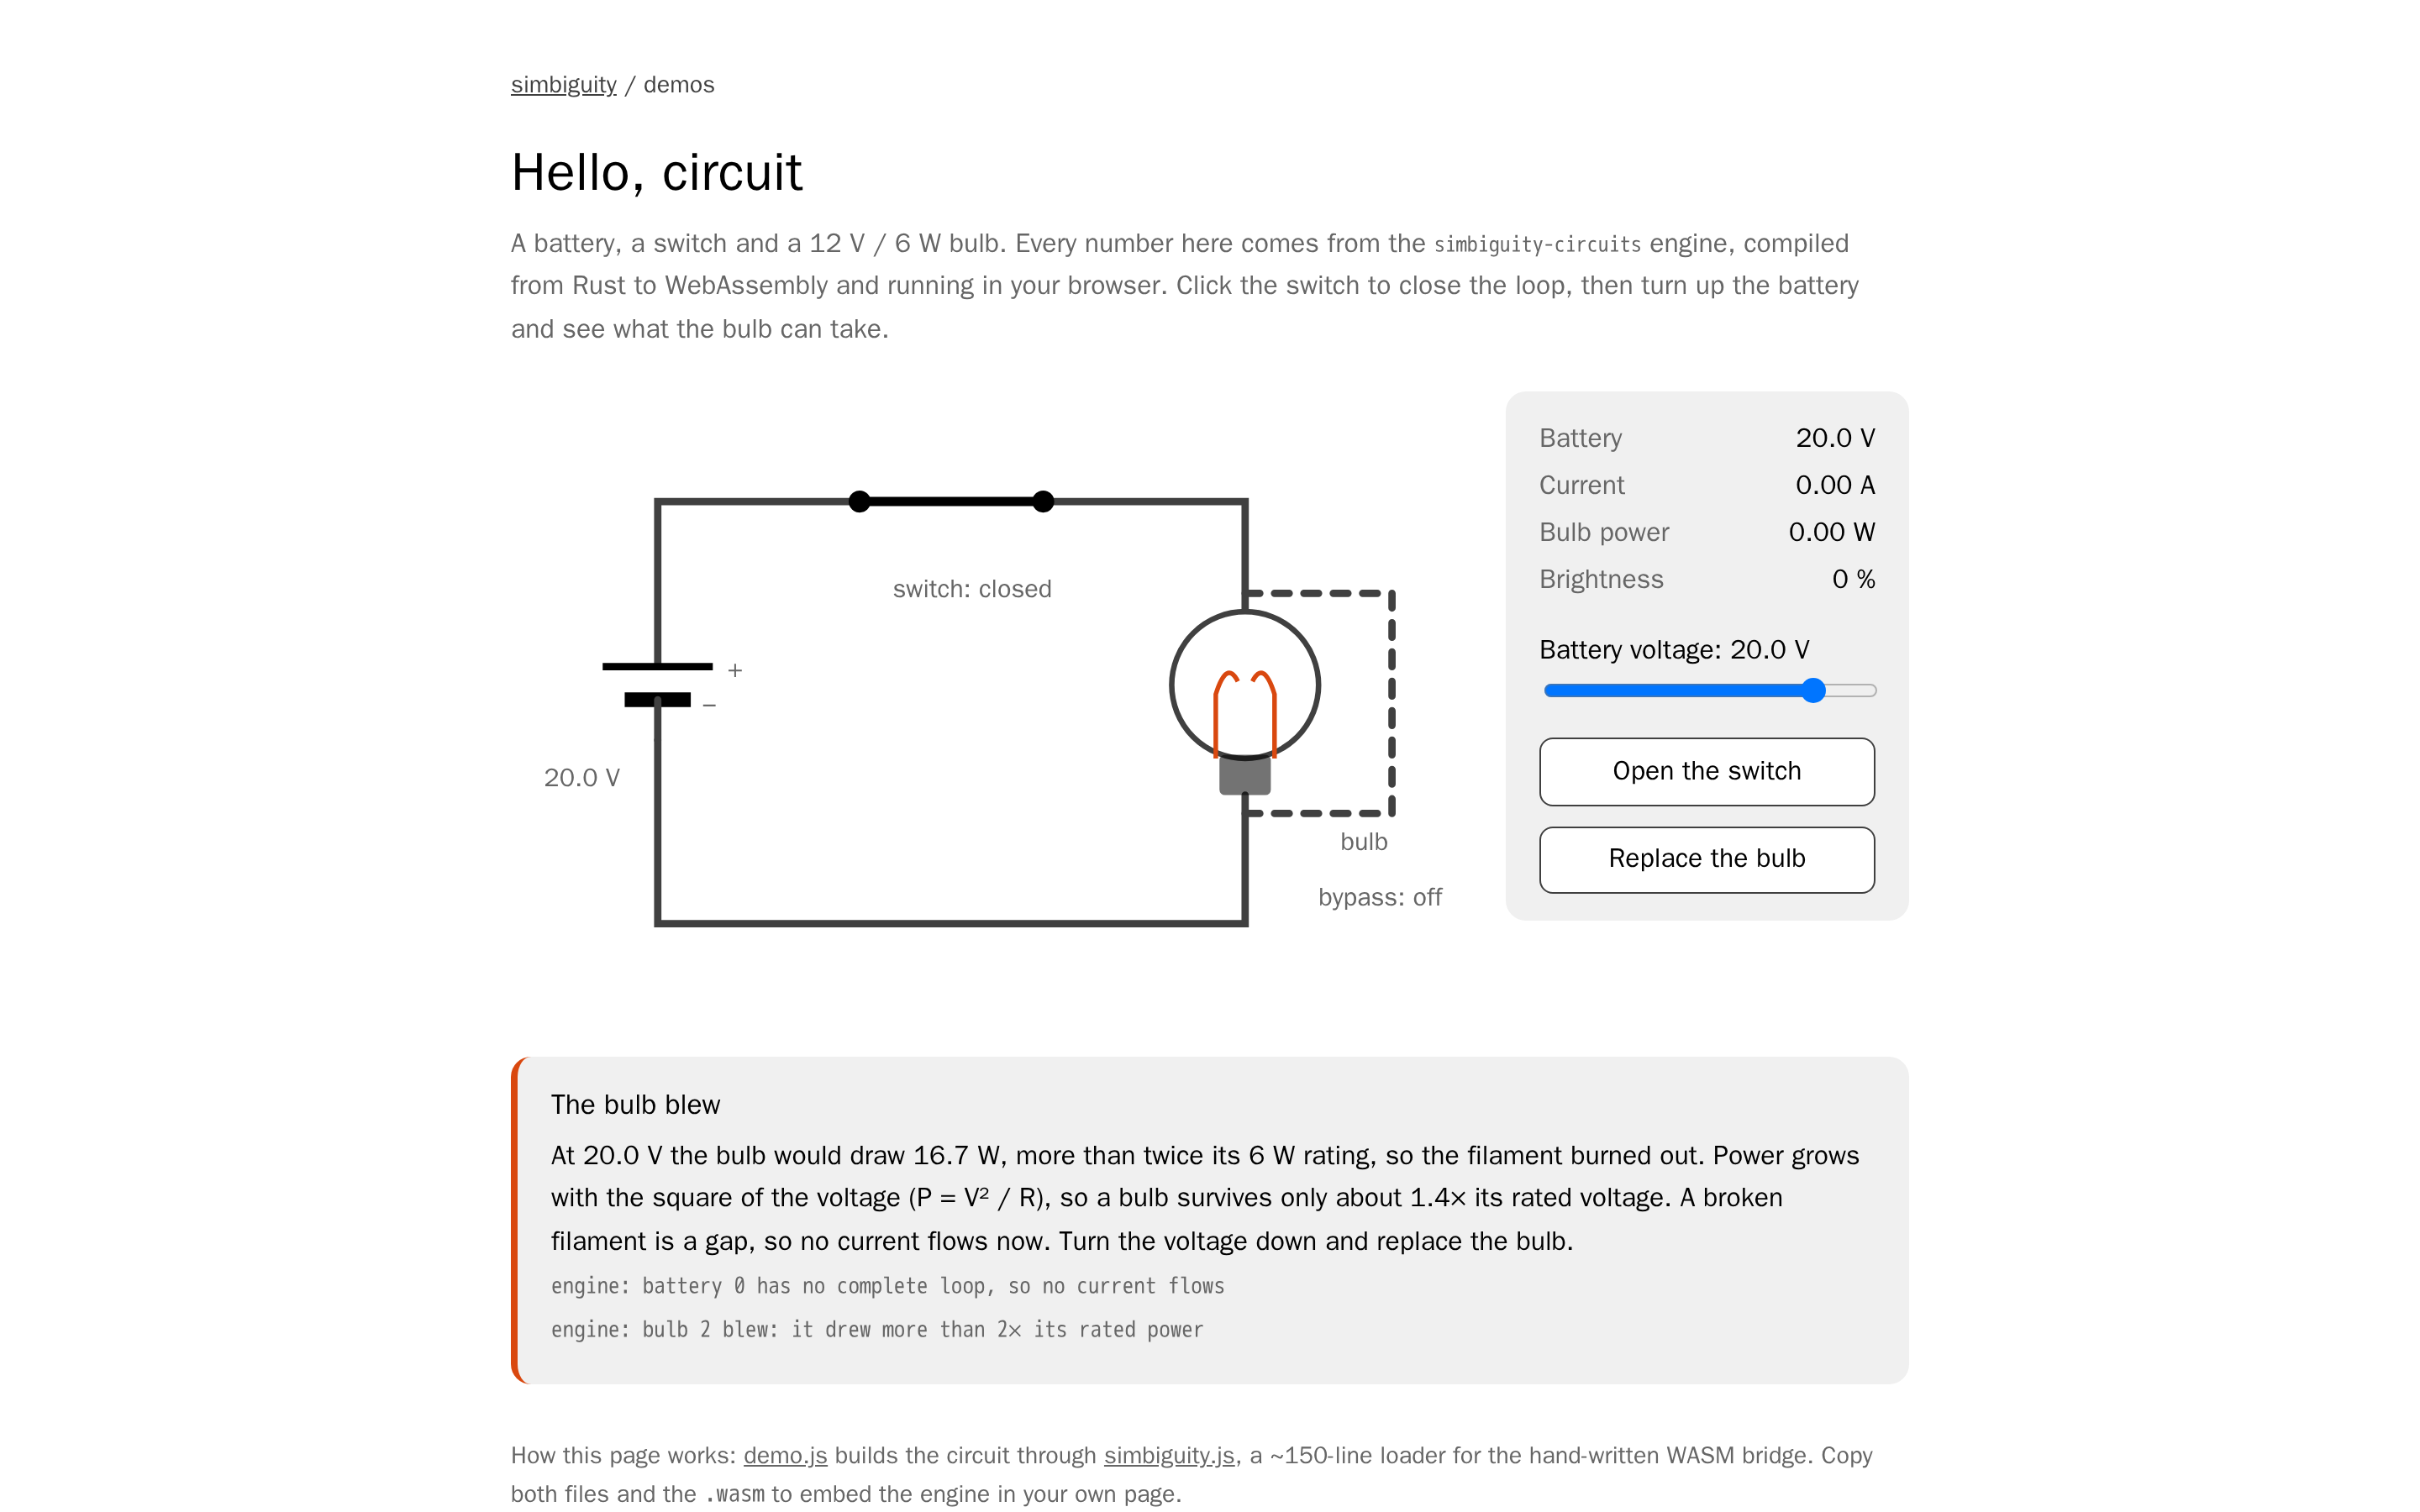 simbiguity / demos
Hello, circuit
A battery, a switch and a 12 V / 6 W bulb. Every number here comes from the simbiguity-circuits engine, compiled
from Rust to WebAssembly and running in your browser. Click the switch to close the loop, then turn up the battery
and see what the bulb can take.
switch: closed
+
−
20.0 V
bulb
bypass: off
Battery 20.0 V
Current 0.00 A
Bulb power 0.00 W
Brightness 0 %
Battery voltage: 20.0 V
Open the switch
Replace the bulb
The bulb blew
At 20.0 V the bulb would draw 16.7 W, more than twice its 6 W rating, so the filament burned out. Power grows
with the square of the voltage (P = V² / R), so a bulb survives only about 1.4× its rated voltage. A broken
filament is a gap, so no current flows now. Turn the voltage down and replace the bulb.
engine: battery 0 has no complete loop, so no current flows
engine: bulb 2 blew: it drew more than 2× its rated power
How this page works: demo.js builds the circuit through simbiguity.js, a ~150-line loader for the hand-written WASM bridge. Copy
both files and the .wasm to embed the engine in your own page.